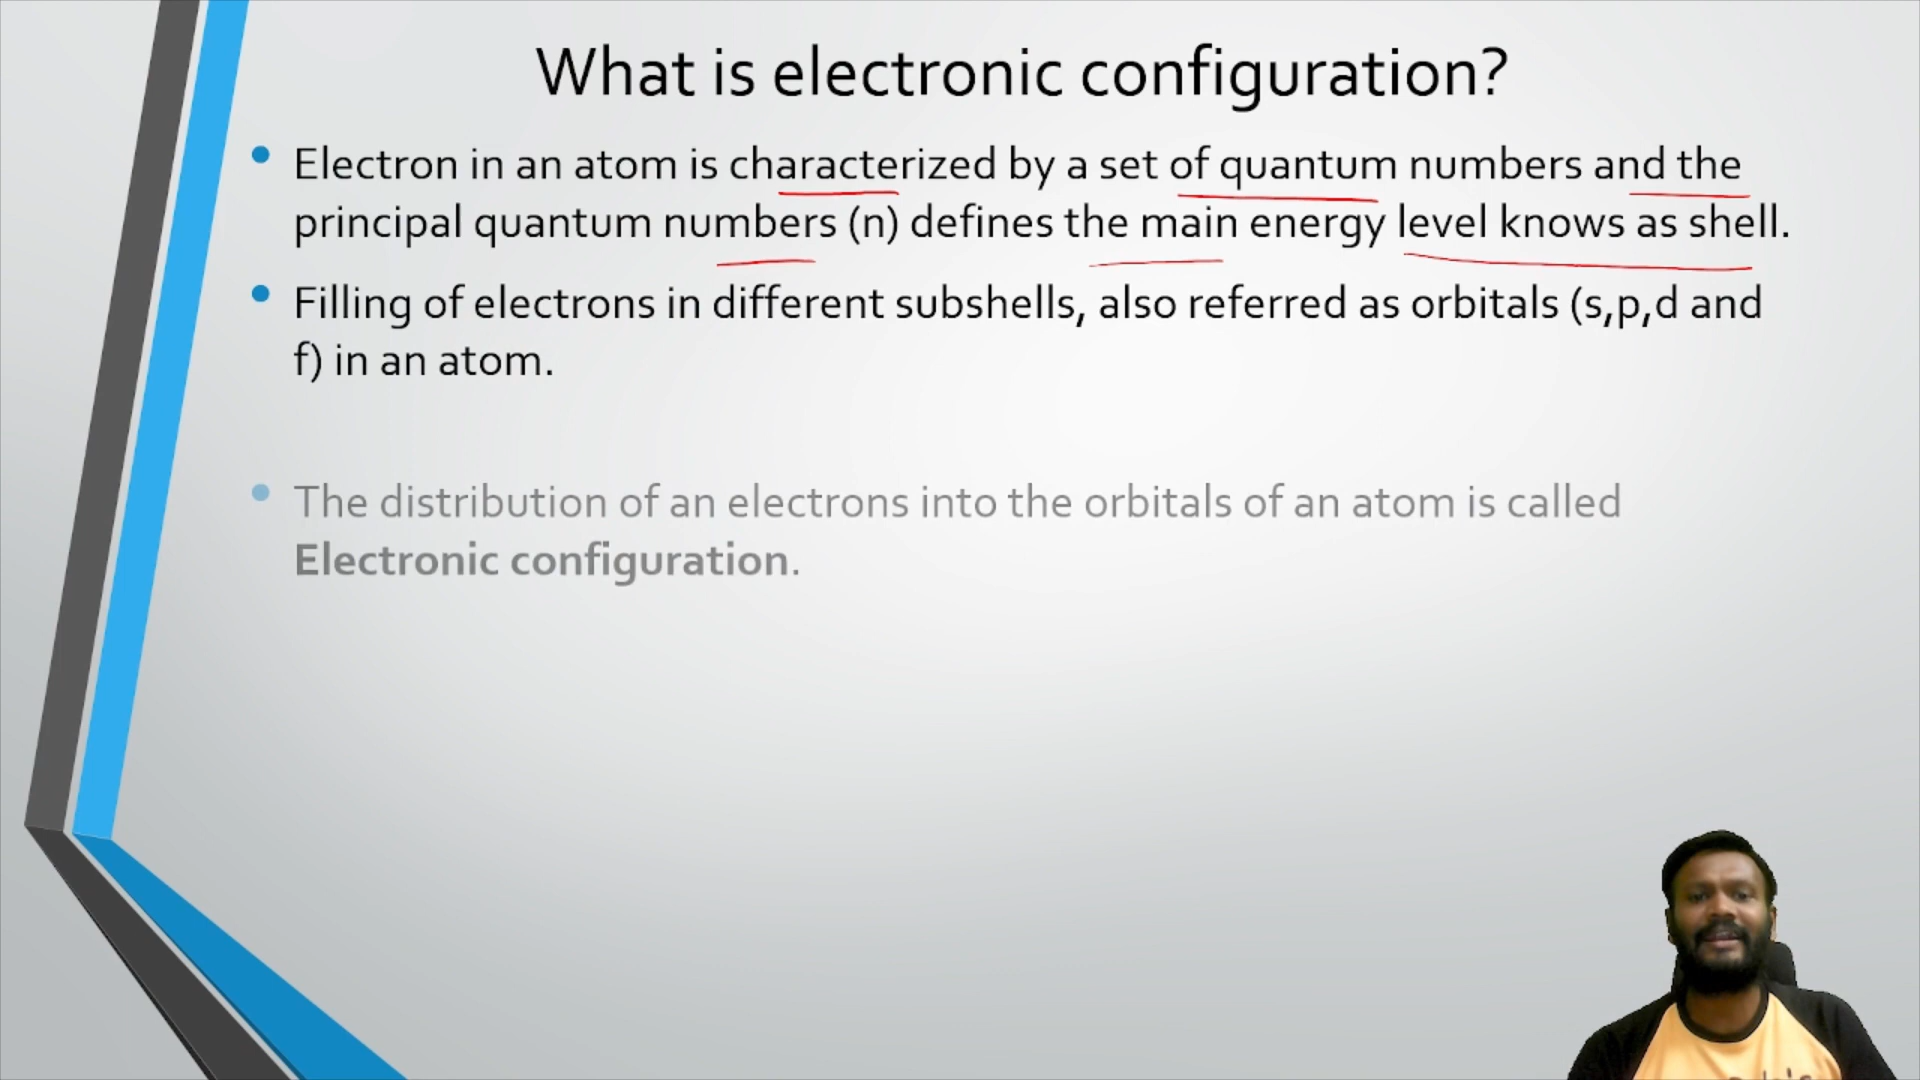 What is electronic configuration?
• Electron in an atom is characterized by a set of quantum numbers and the
principal quantum numbers (n) defines the main energy level knows as shell.
• Filling of electrons in different subshells, also referred as orbitals (s,p,d and
f) in an atom.
• The distribution of an electrons into the orbitals of an atom is called
Electronic configuration.